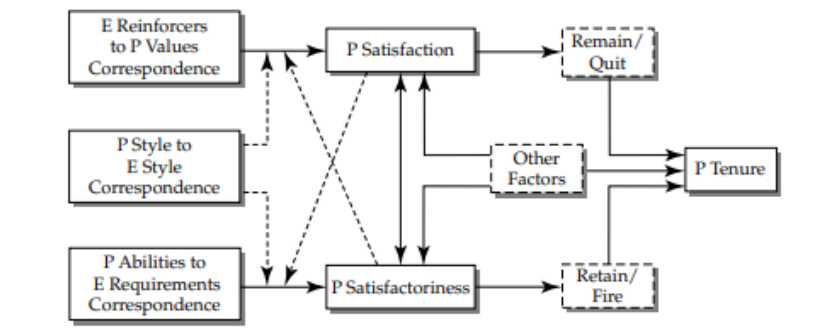 E Reinforcers
to P Values
Correspondence
P Satisfaction
Remain/
Quit
P Style to
E Style
Correspondence
Other
Factors
P Tenure
P Abilities to
E Requirements
Correspondence
P Satisfactoriness
Retain/
Fire